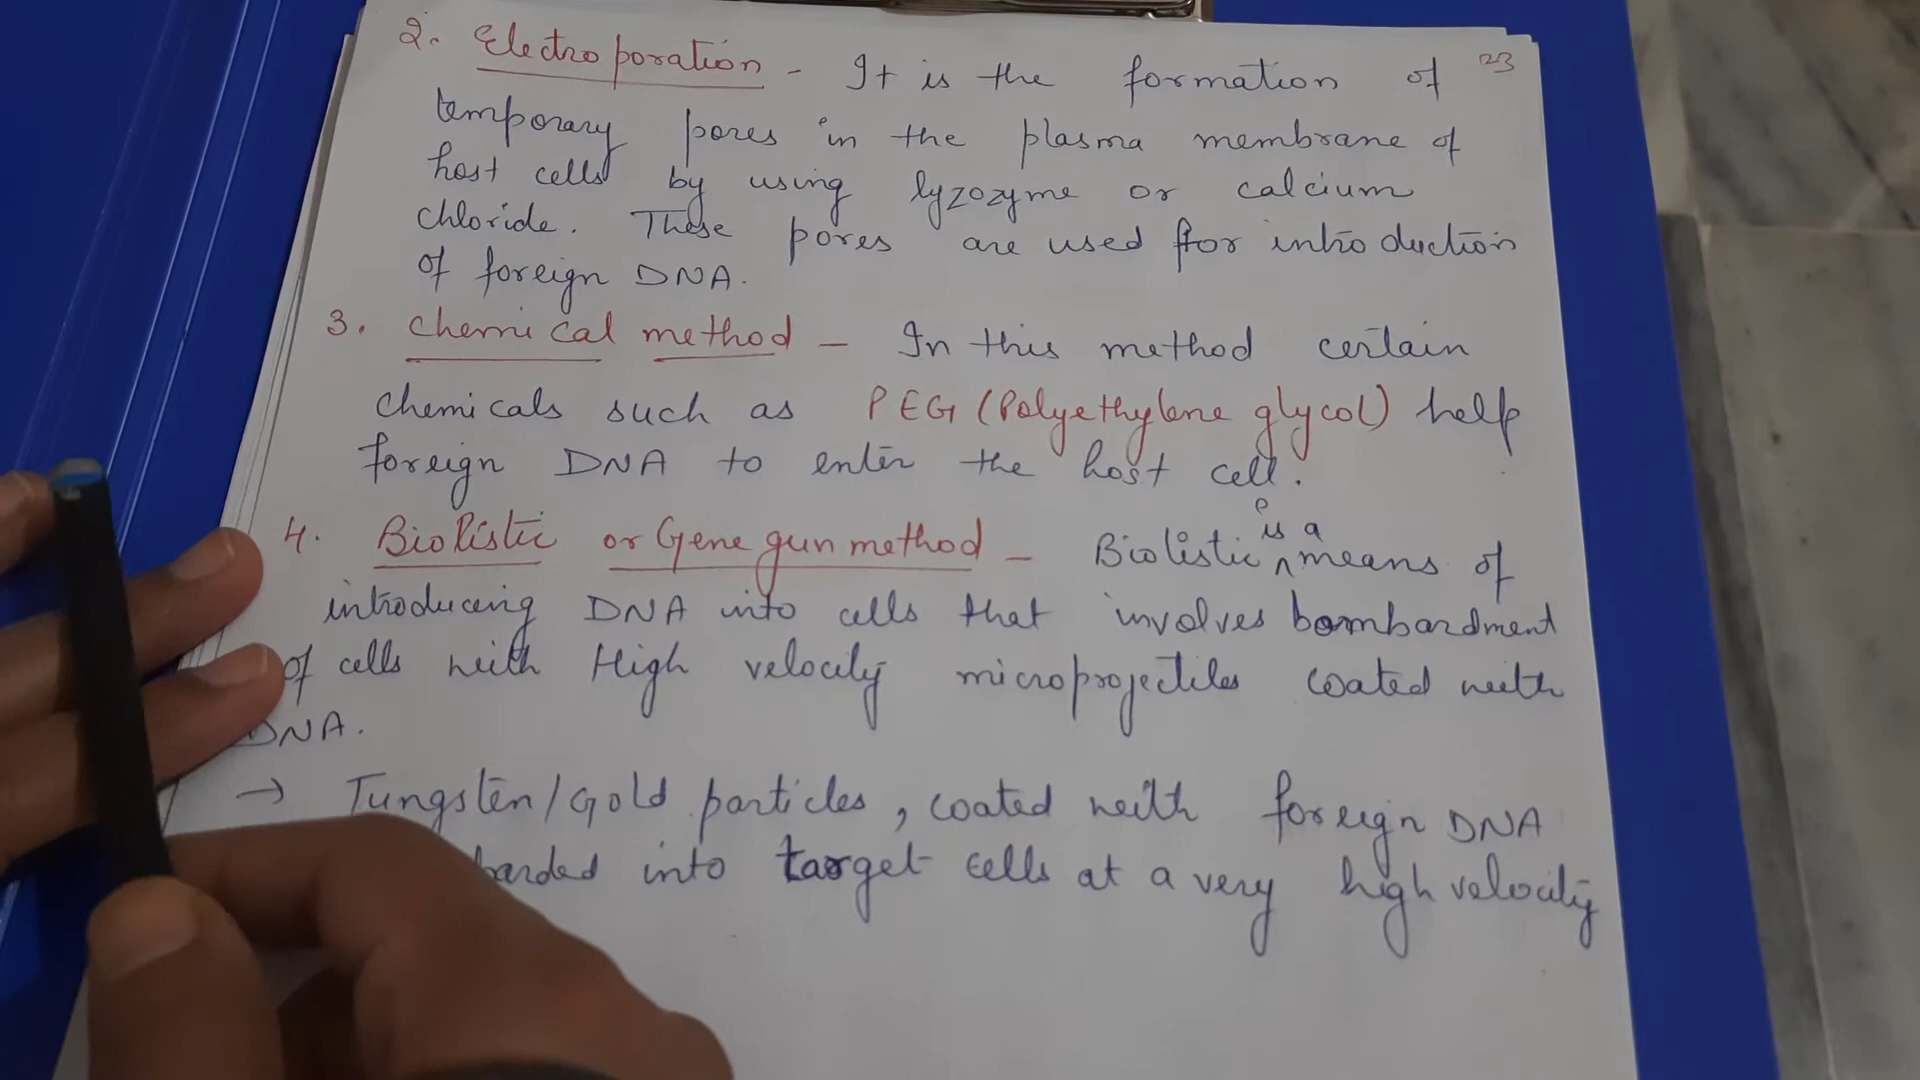 23
2. Electroporation - It is the formation of
temporary pores in the plasma membrane of
host cells by using lyzozyme or calcium
chloride. These pores are used for introduction
of foreign DNA.
3. chemical method - In this method certain
chemicals such as PEG (Polyethylene glycol) help
foreign DNA to enter the host cell.
4. Biolistic or Gene gun method - Biolistic is a means of
introducing DNA into cells that involves bombardment
of cells with High velocity microprojectiles coated with
DNA.
→ Tungsten/Gold particles, coated with foreign DNA
barded into target cells at a very high velocity